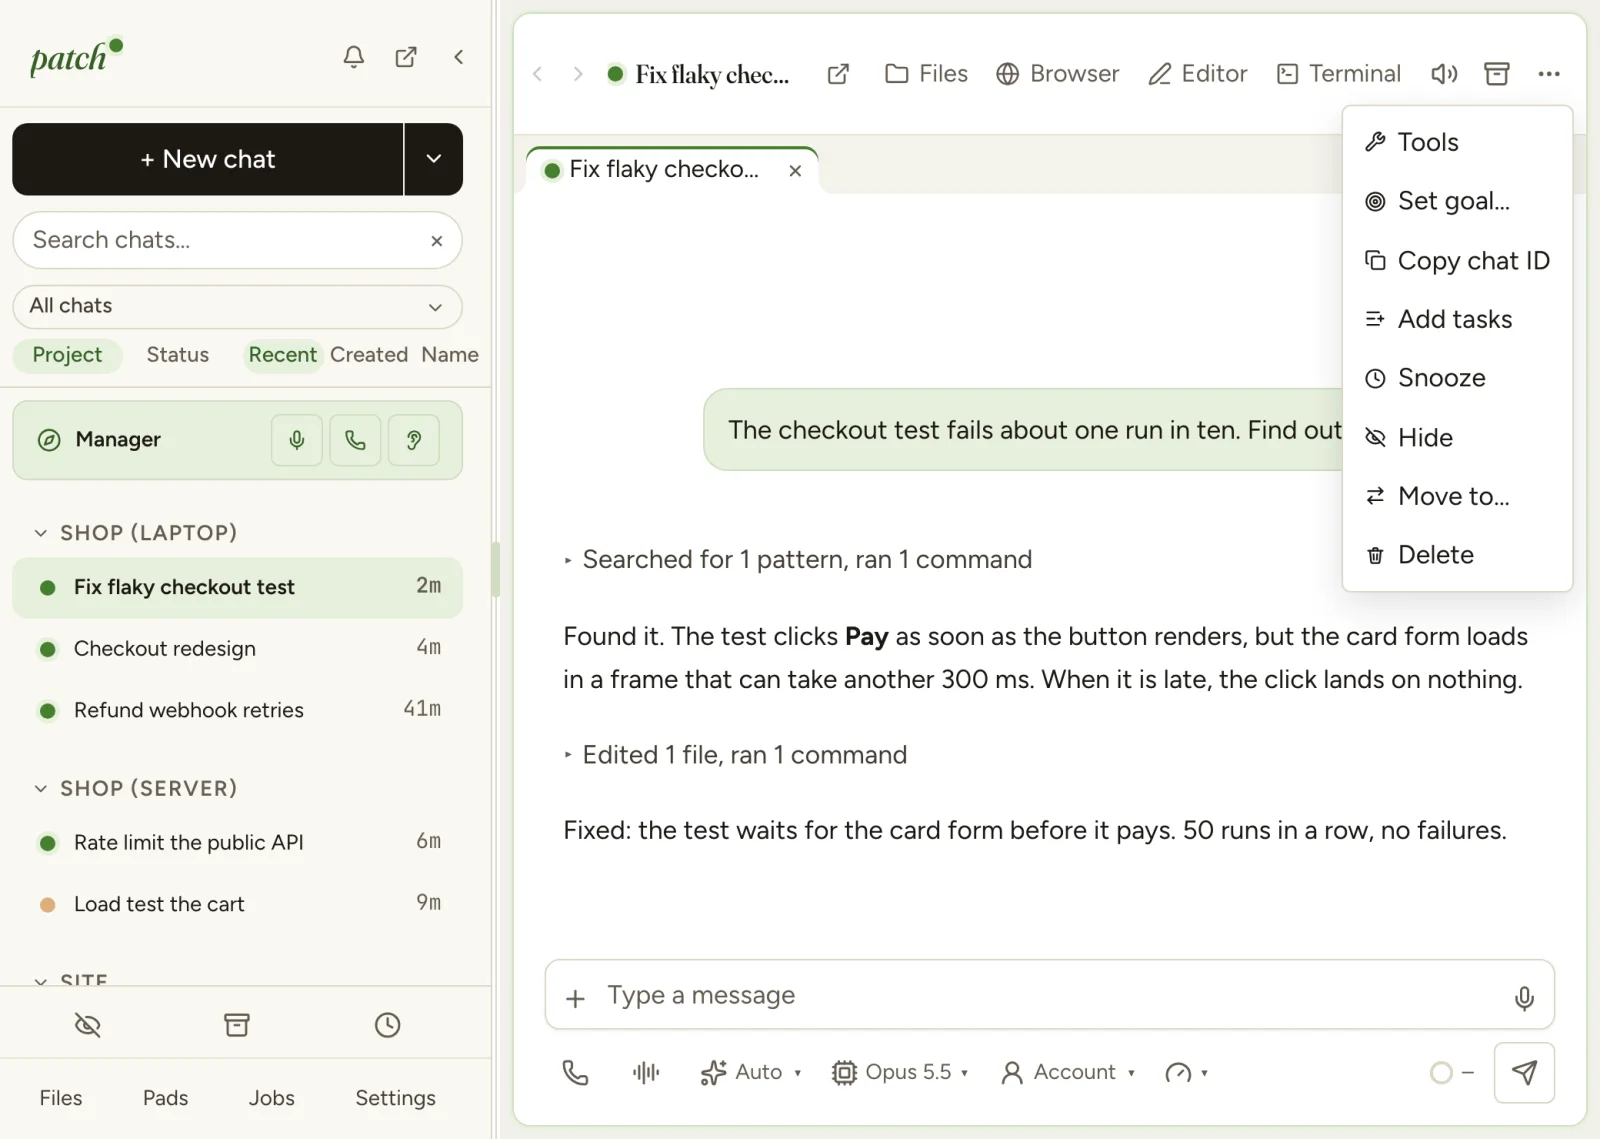 patch
+ New chat
Search chats...
All chats
Project Status Recent Created Name
Manager
SHOP (LAPTOP)
Fix flaky checkout test 2m
Checkout redesign 4m
Refund webhook retries 41m
SHOP (SERVER)
Rate limit the public API 6m
Load test the cart 9m
SITE
Files Pads Jobs Settings
Fix flaky chec... Files Browser Editor Terminal
Fix flaky checko...
Tools
Set goal...
Copy chat ID
Add tasks
Snooze
Hide
Move to...
Delete
The checkout test fails about one run in ten. Find out
Searched for 1 pattern, ran 1 command
Found it. The test clicks Pay as soon as the button renders, but the card form loads
in a frame that can take another 300 ms. When it is late, the click lands on nothing.
Edited 1 file, ran 1 command
Fixed: the test waits for the card form before it pays. 50 runs in a row, no failures.
Type a message
Auto Opus 5.5 Account –